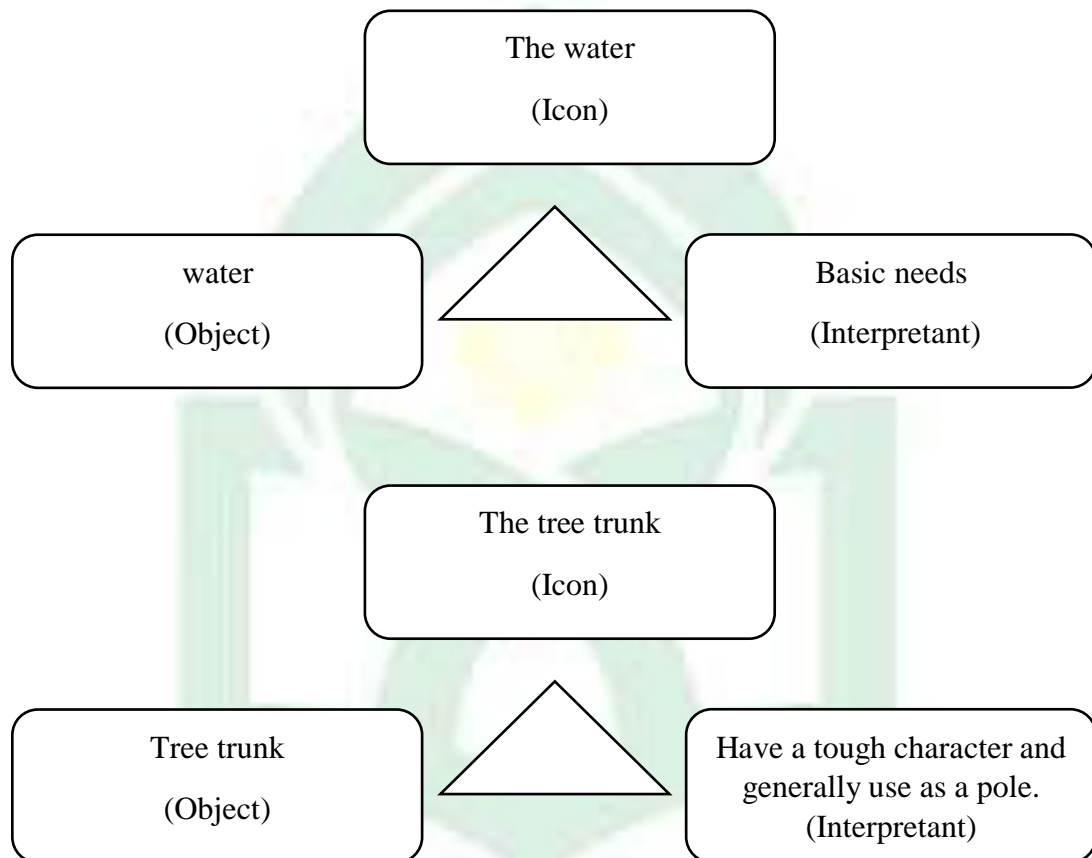 The water
(Icon)
water
(Object)
Basic needs
(Interpretant)
The tree trunk
(Icon)
Tree trunk
(Object)
Have a tough character and
generally use as a pole.
(Interpretant)